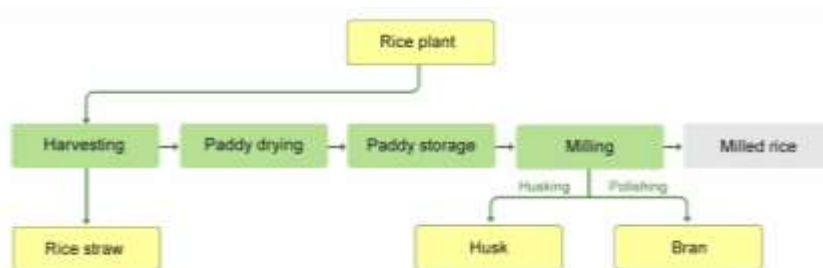 Rice plant
Harvesting
Paddy drying
Paddy storage
Milling
Milled rice
Husking
Polishing
Rice straw
Husk
Bran